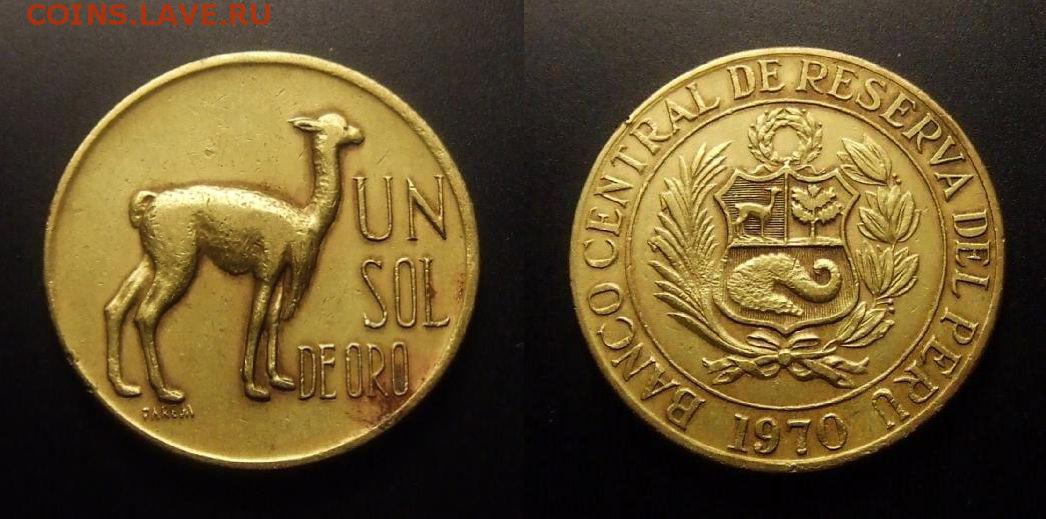 COINS.LAVE.RU
UN
SOL
DE ORO
BANCO CENTRAL DE RESERVA DEL PERU
1970